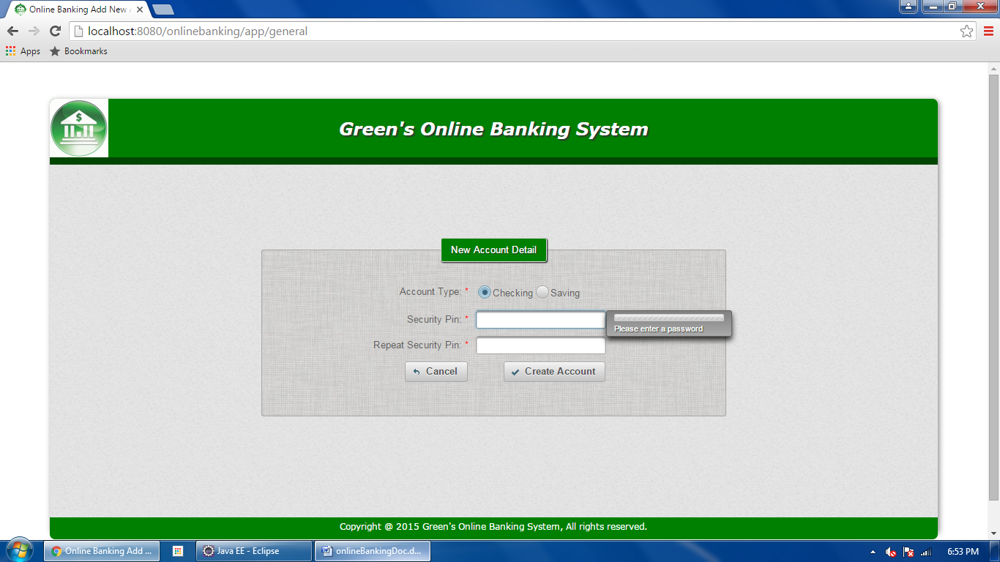 Online Banking Add New
localhost:8080/onlinebanking/app/general
Apps Bookmarks
$
Green's Online Banking System
New Account Detail
Account Type: * Checking Saving
Security Pin: *
Please enter a password
Repeat Security Pin: *
Cancel Create Account
Copyright @ 2015 Green's Online Banking System, All rights reserved.
Online Banking Add ... Java EE - Eclipse onlineBankingDoc.d... 6:53 PM